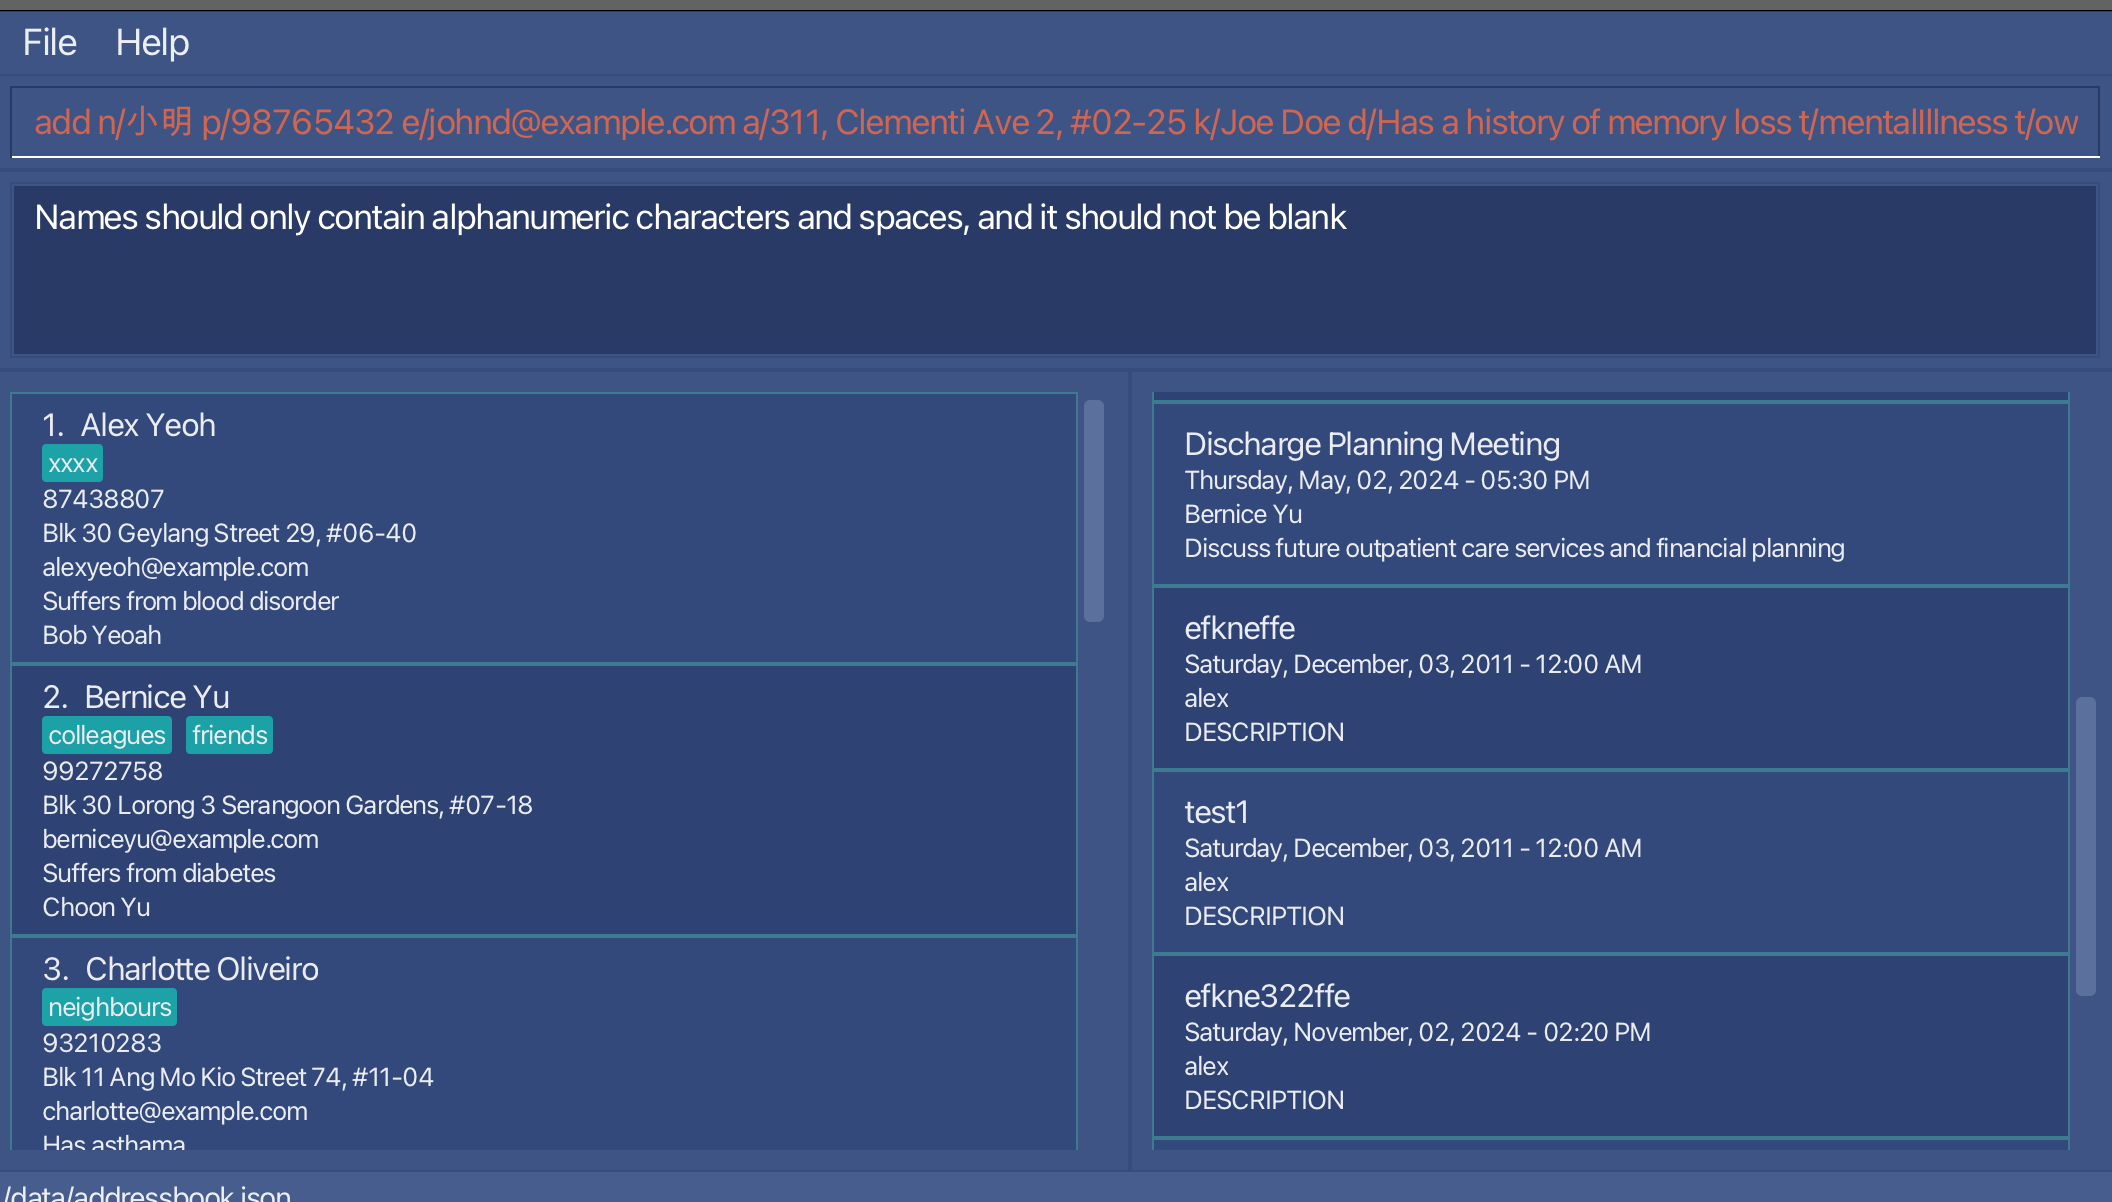 File Help
add n/小明 p/98765432 e/johnd@example.com a/311, Clementi Ave 2, #02-25 k/Joe Doe d/Has a history of memory loss t/mentalIllness t/ow
Names should only contain alphanumeric characters and spaces, and it should not be blank
1. Alex Yeoh
xxxx
87438807
Blk 30 Geylang Street 29, #06-40
alexyeoh@example.com
Suffers from blood disorder
Bob Yeoah
2. Bernice Yu
colleagues friends
99272758
Blk 30 Lorong 3 Serangoon Gardens, #07-18
berniceyu@example.com
Suffers from diabetes
Choon Yu
3. Charlotte Oliveiro
neighbours
93210283
Blk 11 Ang Mo Kio Street 74, #11-04
charlotte@example.com
Has asthama
Discharge Planning Meeting
Thursday, May, 02, 2024 - 05:30 PM
Bernice Yu
Discuss future outpatient care services and financial planning
efkneffe
Saturday, December, 03, 2011 - 12:00 AM
alex
DESCRIPTION
test1
Saturday, December, 03, 2011 - 12:00 AM
alex
DESCRIPTION
efkne322ffe
Saturday, November, 02, 2024 - 02:20 PM
alex
DESCRIPTION
/data/addressbook.json